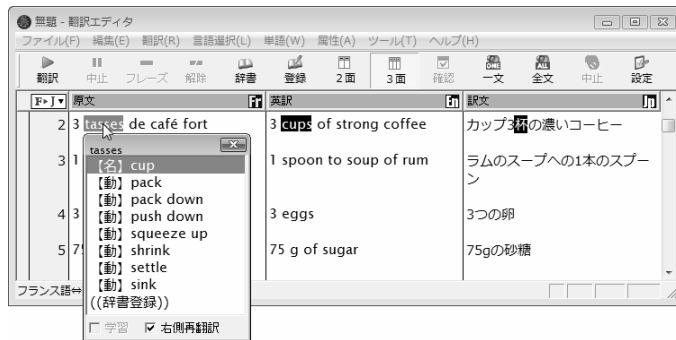 無題 - 翻訳エディタ
ファイル(F) 編集(E) 翻訳(R) 言語選択(L) 単語(W) 属性(A) ツール(T) ヘルプ(H)
翻訳 中止 フレーズ 解除 辞書 登録 2面 3面 確認 一文 全文 中止 設定
F▸J▾ 原文 F 英訳 En 訳文 Jn
2 3 tasses de café fort 3 cups of strong coffee カップ3杯の濃いコーヒー
3 1 1 spoon to soup of rum ラムのスープへの1本のスプーン
4 3 3 eggs 3つの卵
5 75 g of sugar 75gの砂糖
tasses
【名】 cup
【動】 pack
【動】 pack down
【動】 push down
【動】 squeeze up
【動】 shrink
【動】 settle
【動】 sink
((辞書登録))
学習 右側再翻訳
フランス語⇔